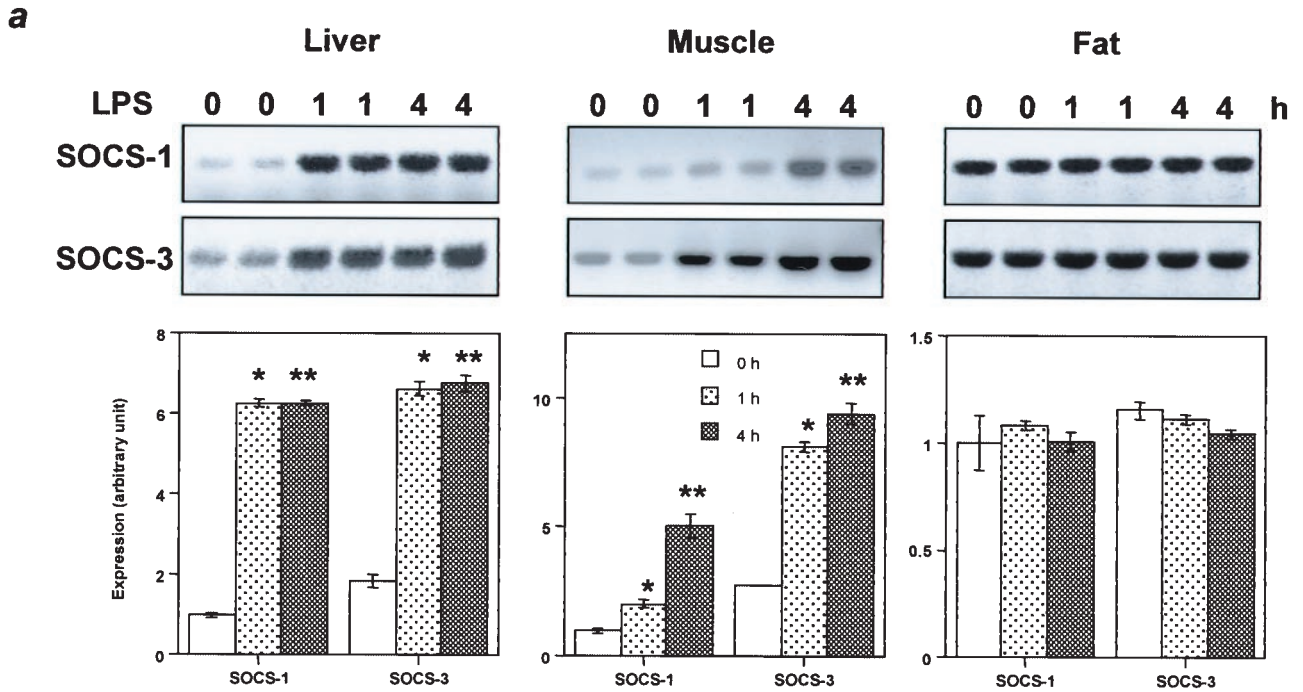 a
Liver Muscle Fat
LPS 0 0 1 1 4 4 0 0 1 1 4 4 0 0 1 1 4 4 h
SOCS-1
SOCS-3
8 6 4 2 0
Expression (arbitrary unit)
* ** * **
SOCS-1 SOCS-3
10 5 0
0 h
1 h
4 h
* ** * **
SOCS-1 SOCS-3
1.5 1 0.5 0
SOCS-1 SOCS-3